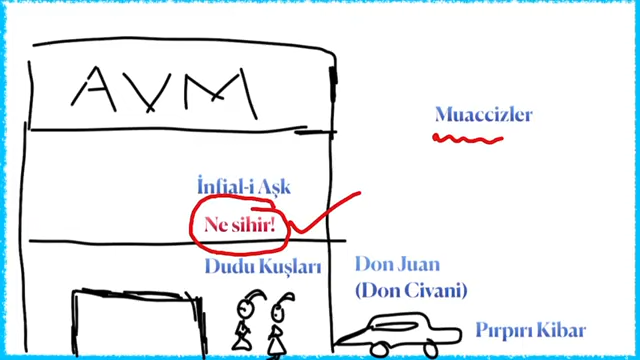 AVM
Muaccizler
İnfial-i Aşk
Ne sihir!
Dudu Kuşları
Don Juan
(Don Civani)
Pırpırı Kibar